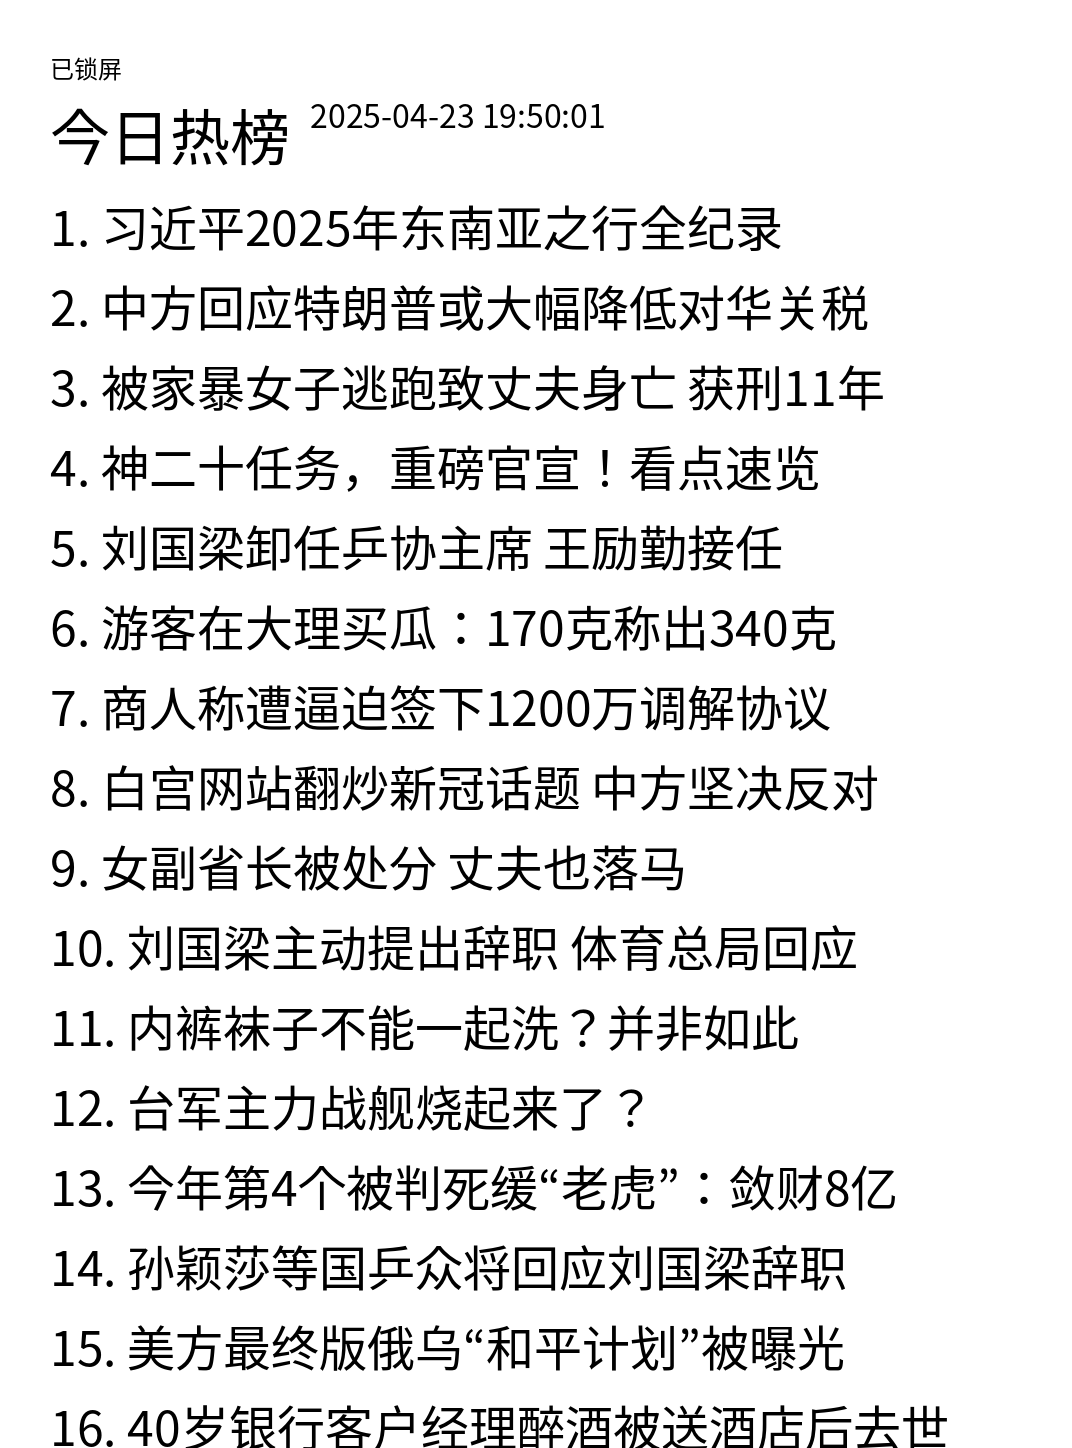 已锁屏
今日热榜 2025-04-23 19:50:01
1. 习近平2025年东南亚之行全纪录
2. 中方回应特朗普或大幅降低对华关税
3. 被家暴女子逃跑致丈夫身亡 获刑11年
4. 神二十任务，重磅官宣！看点速览
5. 刘国梁卸任乒协主席 王励勤接任
6. 游客在大理买瓜：170克称出340克
7. 商人称遭逼迫签下1200万调解协议
8. 白宫网站翻炒新冠话题 中方坚决反对
9. 女副省长被处分 丈夫也落马
10. 刘国梁主动提出辞职 体育总局回应
11. 内裤袜子不能一起洗？并非如此
12. 台军主力战舰烧起来了？
13. 今年第4个被判死缓“老虎”：敛财8亿
14. 孙颖莎等国乒众将回应刘国梁辞职
15. 美方最终版俄乌“和平计划”被曝光
16. 40岁银行客户经理醉酒被送酒店后去世